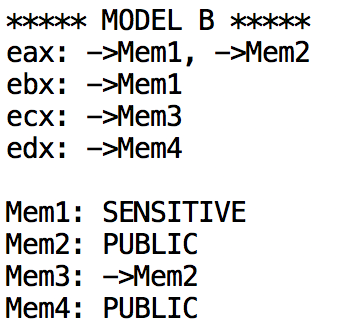 ***** MODEL B *****
eax: ->Mem1, ->Mem2
ebx: ->Mem1
ecx: ->Mem3
edx: ->Mem4
Mem1: SENSITIVE
Mem2: PUBLIC
Mem3: ->Mem2
Mem4: PUBLIC